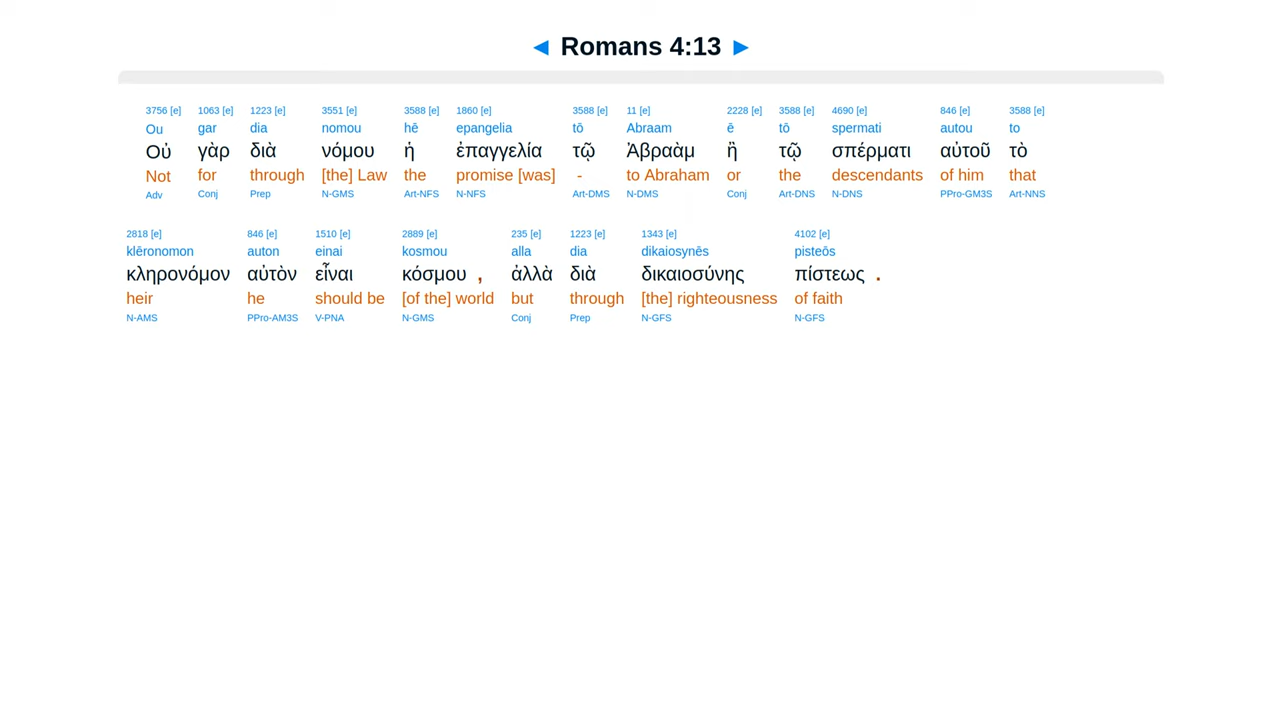 ◄ Romans 4:13 ►
3756 [e] 1063 [e] 1223 [e] 3551 [e] 3588 [e] 1860 [e] 3588 [e] 11 [e] 2228 [e] 3588 [e] 4690 [e] 846 [e] 3588 [e]
Ou gar dia nomou hē epangelia tō Abraam ē tō spermati autou to
Οὐ γὰρ διὰ νόμου ἡ ἐπαγγελία τῷ Ἀβραὰμ ἢ τῷ σπέρματι αὐτοῦ τὸ
Not for through [the] Law the promise [was] - to Abraham or the descendants of him that
Adv Conj Prep N-GMS Art-NFS N-NFS Art-DMS N-DMS Conj Art-DNS N-DNS PPro-GM3S Art-NNS
2818 [e] 846 [e] 1510 [e] 2889 [e] 235 [e] 1223 [e] 1343 [e] 4102 [e]
klēronomon auton einai kosmou alla dia dikaiosynēs pisteōs
κληρονόμον αὐτὸν εἶναι κόσμου , ἀλλὰ διὰ δικαιοσύνης πίστεως .
heir he should be [of the] world but through [the] righteousness of faith
N-AMS PPro-AM3S V-PNA N-GMS Conj Prep N-GFS N-GFS